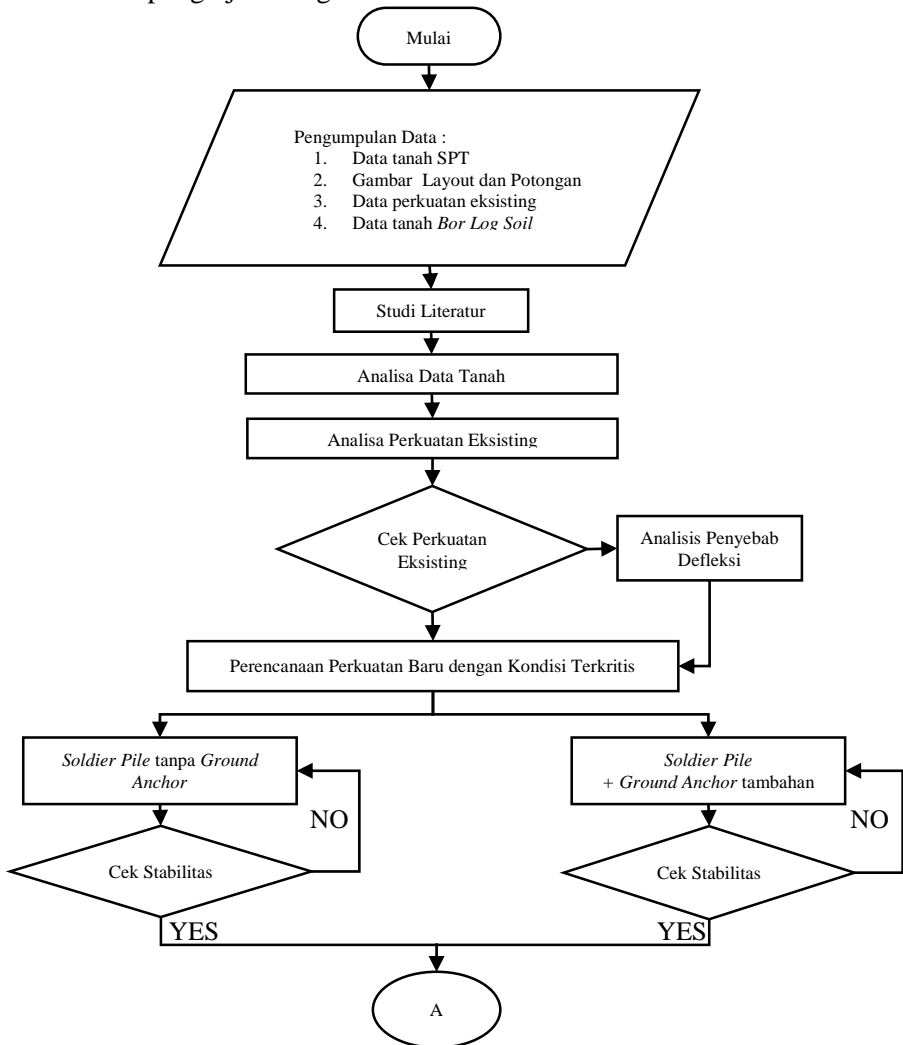 Mulai
Pengumpulan Data :
1. Data tanah SPT
2. Gambar Layout dan Potongan
3. Data perkuatan eksisting
4. Data tanah Bor Log Soil
Studi Literatur
Analisa Data Tanah
Analisa Perkuatan Eksisting
Cek Perkuatan
Eksisting
Analisis Penyebab
Defleksi
Perencanaan Perkuatan Baru dengan Kondisi Terkritis
Soldier Pile tanpa Ground
Anchor
NO
Cek Stabilitas
YES
Soldier Pile
+ Ground Anchor tambahan
NO
Cek Stabilitas
YES
A